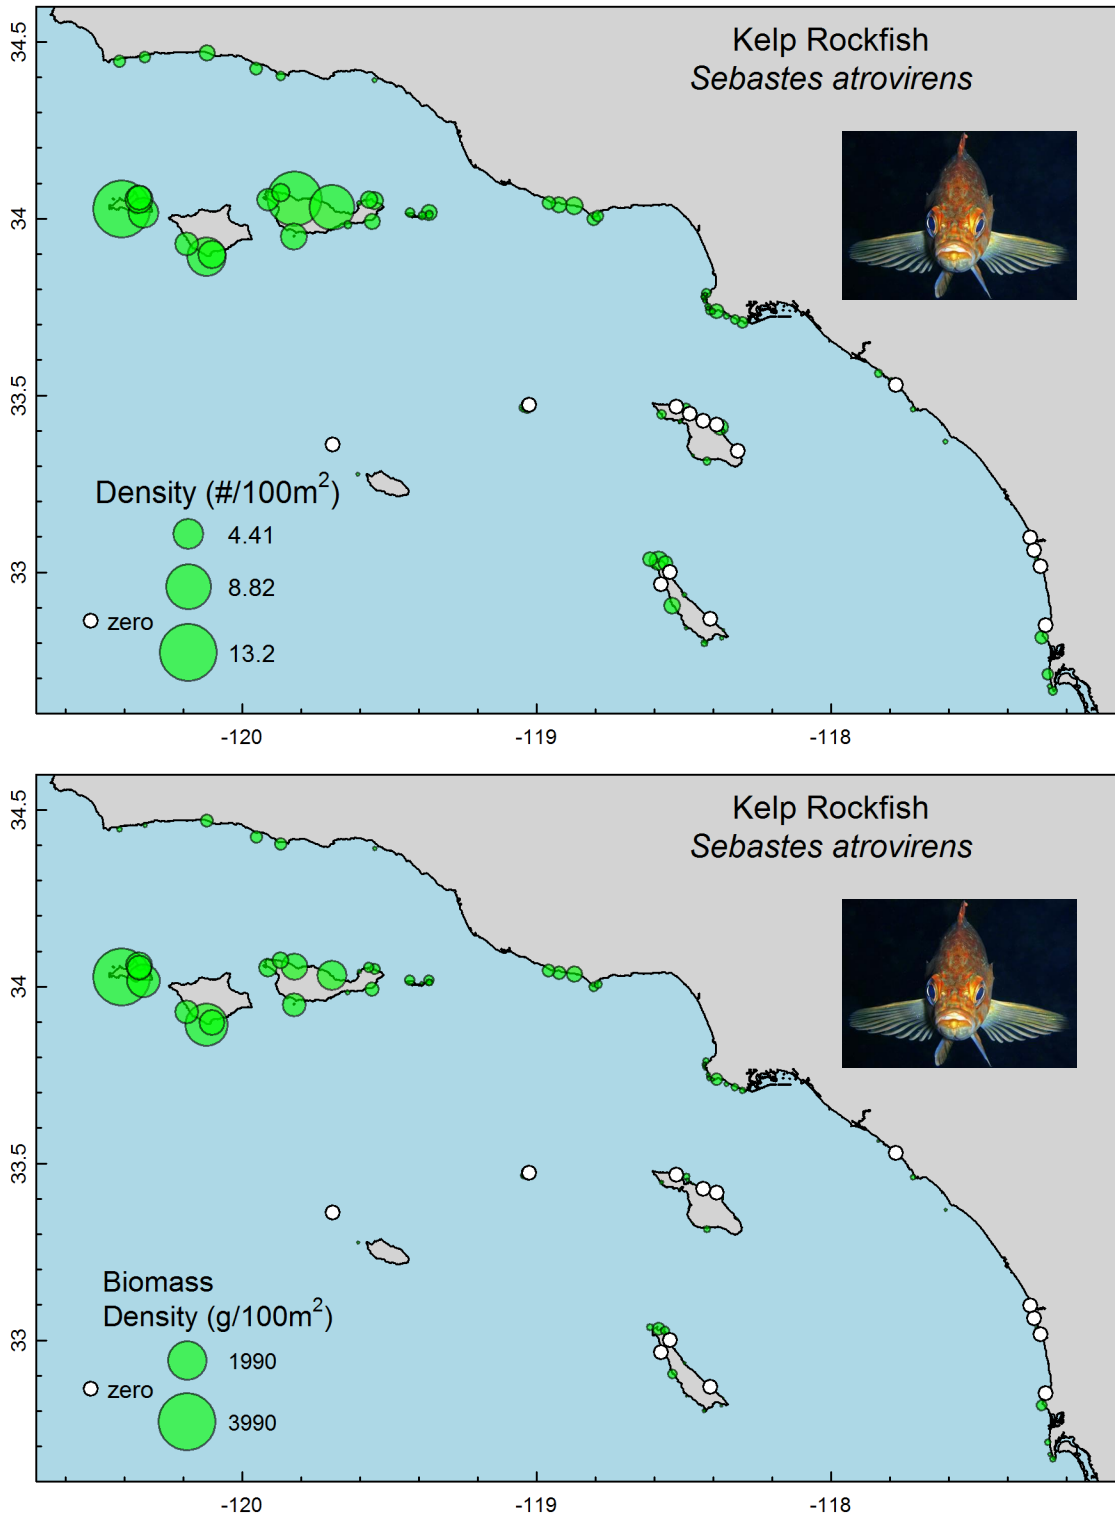 Kelp Rockfish
Sebastes atrovirens
34.5
34
33.5
33
Density (#/100m²)
4.41
8.82
zero
13.2
-120
-119
-118
Kelp Rockfish
Sebastes atrovirens
34.5
34
33.5
33
Biomass
Density (g/100m²)
1990
zero
3990
-120
-119
-118